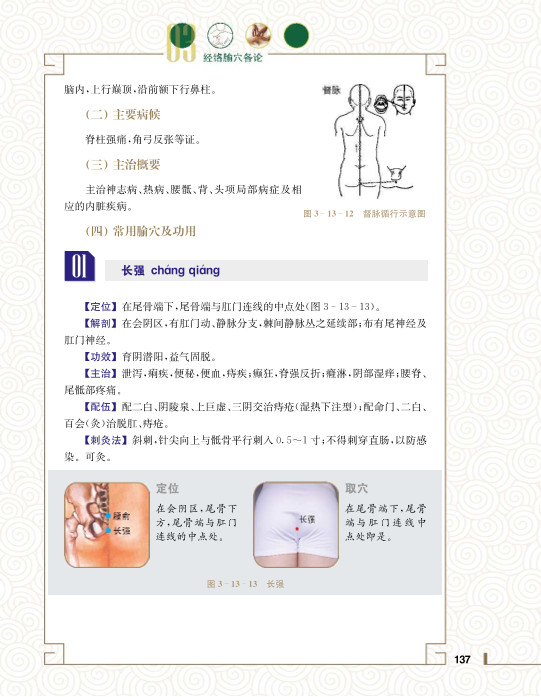 03
经络腧穴各论
脑内,上行巅顶,沿前额下行鼻柱。
(二) 主要病候
脊柱强痛,角弓反张等证。
(三) 主治概要
主治神志病、热病、腰骶、背、头项局部病症及相
应的内脏疾病。
督脉
图 3-13-12 督脉循行示意图
(四) 常用腧穴及功用
01
长强 cháng qiáng
【定位】在尾骨端下,尾骨端与肛门连线的中点处(图 3-13-13)。
【解剖】在会阴区,有肛门动、静脉分支,棘间静脉丛之延续部;布有尾神经及
肛门神经。
【功效】育阴潜阳,益气固脱。
【主治】泄泻,痢疾,便秘,便血,痔疾;癫狂,脊强反折;癃淋,阴部湿痒;腰脊、
尾骶部疼痛。
【配伍】配二白、阴陵泉、上巨虚、三阴交治痔疮(湿热下注型);配命门、二白、
百会(灸)治脱肛、痔疮。
【刺灸法】斜刺,针尖向上与骶骨平行刺入 0.5～1 寸;不得刺穿直肠,以防感
染。可灸。
腰俞
长强
定位
在会阴区,尾骨下
方,尾骨端与肛门
连线的中点处。
长强
取穴
在尾骨端下,尾骨
端与肛门连线中
点处即是。
图 3-13-13 长强
137